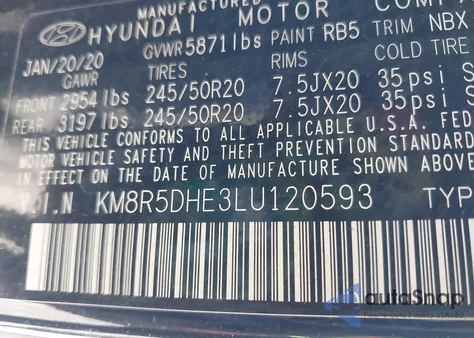 MANUFACTURED
HYUNDAI MOTOR COMP
JAN/20/20 GVWR 5871lbs PAINT RB5 TRIM NBX
GAWR TIRES RIMS COLD TIRE
FRONT 2954lbs 245/50R20 7.5JX20 35psi S
REAR 3197lbs 245/50R20 7.5JX20 35psi S
THIS VEHICLE CONFORMS TO ALL APPLICABLE U.S.A. FED
MOTOR VEHICLE SAFETY AND THEFT PREVENTION STANDARD
IN EFFECT ON THE DATE OF MANUFACTURE SHOWN ABOVE
V.I.N KM8R5DHE3LU120593 TYP
autoSnap